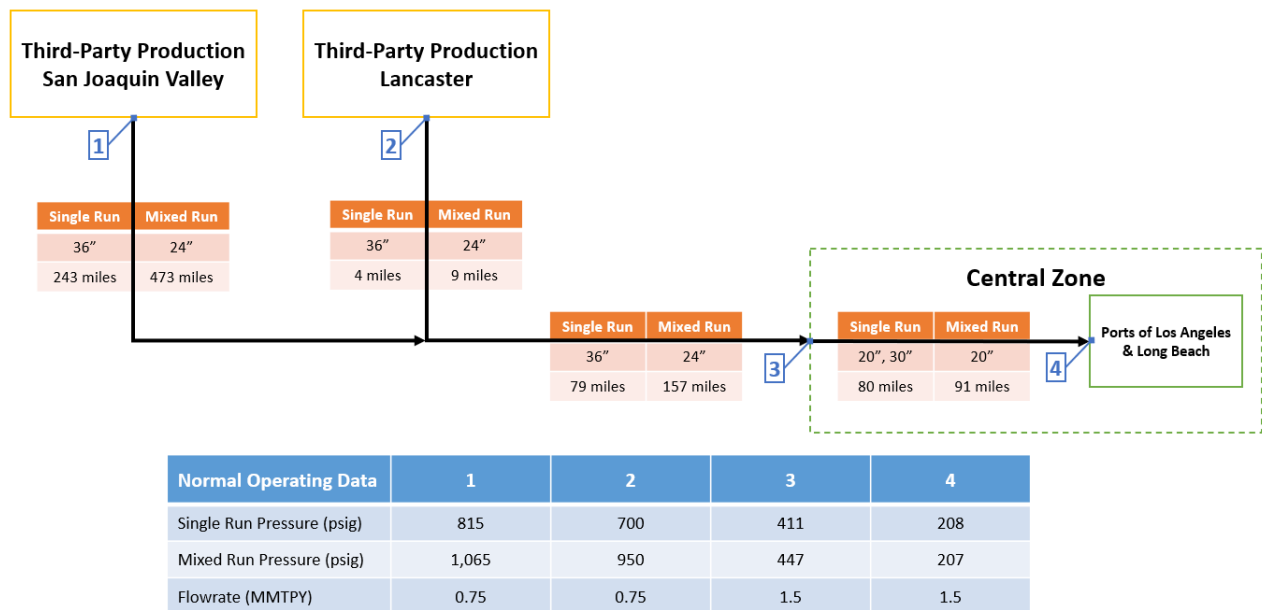 Third-Party Production
San Joaquin Valley
Third-Party Production
Lancaster
1
2
Single Run Mixed Run
36” 24”
243 miles 473 miles
Single Run Mixed Run
36” 24”
4 miles 9 miles
Central Zone
Single Run Mixed Run
36” 24”
79 miles 157 miles
3
Single Run Mixed Run
20”, 30” 20”
80 miles 91 miles
4
Ports of Los Angeles
& Long Beach
Normal Operating Data 1 2 3 4
Single Run Pressure (psig) 815 700 411 208
Mixed Run Pressure (psig) 1,065 950 447 207
Flowrate (MMTPY) 0.75 0.75 1.5 1.5